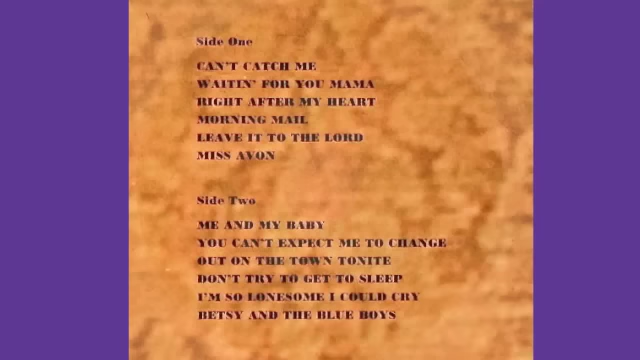 Side One
CAN'T CATCH ME
WAITIN' FOR YOU MAMA
RIGHT AFTER MY HEART
MORNING MAIL
LEAVE IT TO THE LORD
MISS AVON
Side Two
ME AND MY BABY
YOU CAN'T EXPECT ME TO CHANGE
OUT ON THE TOWN TONITE
DON'T TRY TO GET TO SLEEP
I'M SO LONESOME I COULD CRY
BETSY AND THE BLUE BOYS